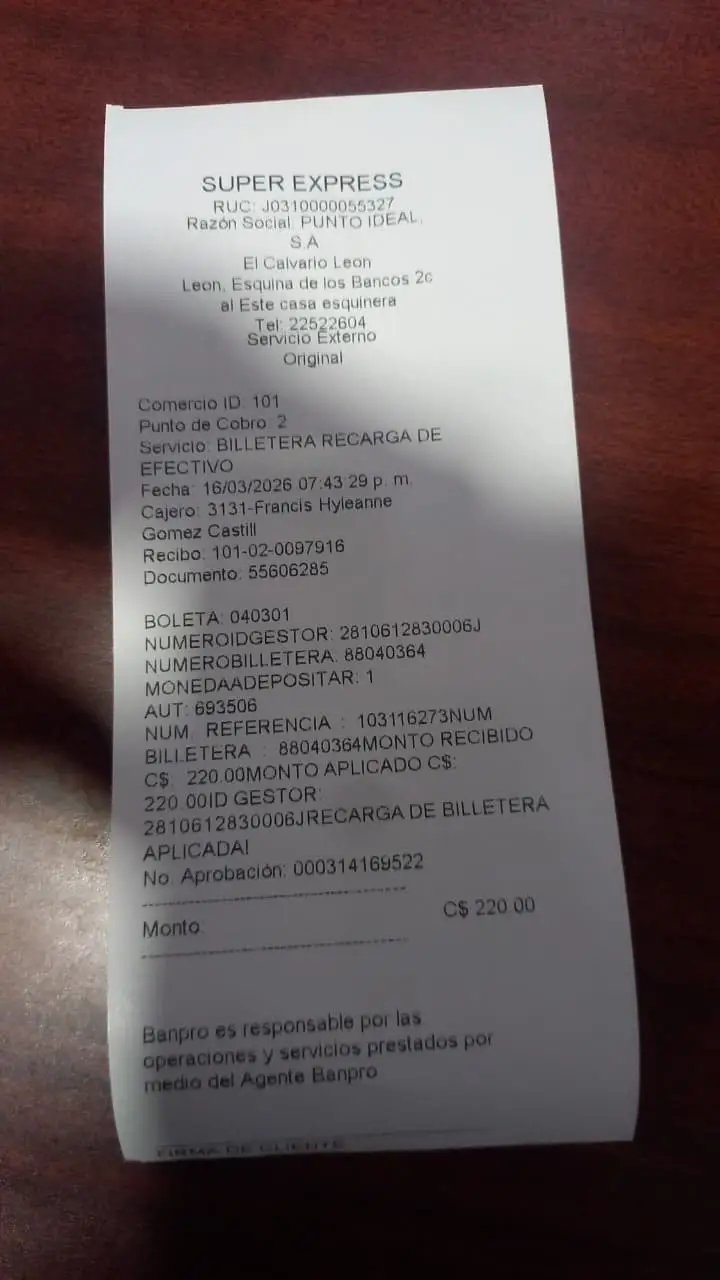 SUPER EXPRESS
RUC: J0310000055327
Razón Social: PUNTO IDEAL,
S.A
El Calvario Leon
Leon, Esquina de los Bancos 2c
al Este casa esquinera
Tel: 22522604
Servicio Externo
Original
Comercio ID: 101
Punto de Cobro: 2
Servicio: BILLETERA RECARGA DE
EFECTIVO
Fecha: 16/03/2026 07:43:29 p. m.
Cajero: 3131-Francis Hyleanne
Gomez Castill
Recibo: 101-02-0097916
Documento: 55606285
BOLETA: 040301
NUMEROIDGESTOR: 2810612830006J
NUMEROBILLETERA: 88040364
MONEDAADEPOSITAR: 1
AUT: 693506
NUM. REFERENCIA : 103116273NUM
BILLETERA : 88040364MONTO RECIBIDO
C$: 220.00MONTO APLICADO C$:
220.00ID GESTOR:
2810612830006JRECARGA DE BILLETERA
APLICADA!
No. Aprobación: 000314169522
Monto: C$ 220.00
Banpro es responsable por las
operaciones y servicios prestados por
medio del Agente Banpro
FIRMA DE CLIENTE